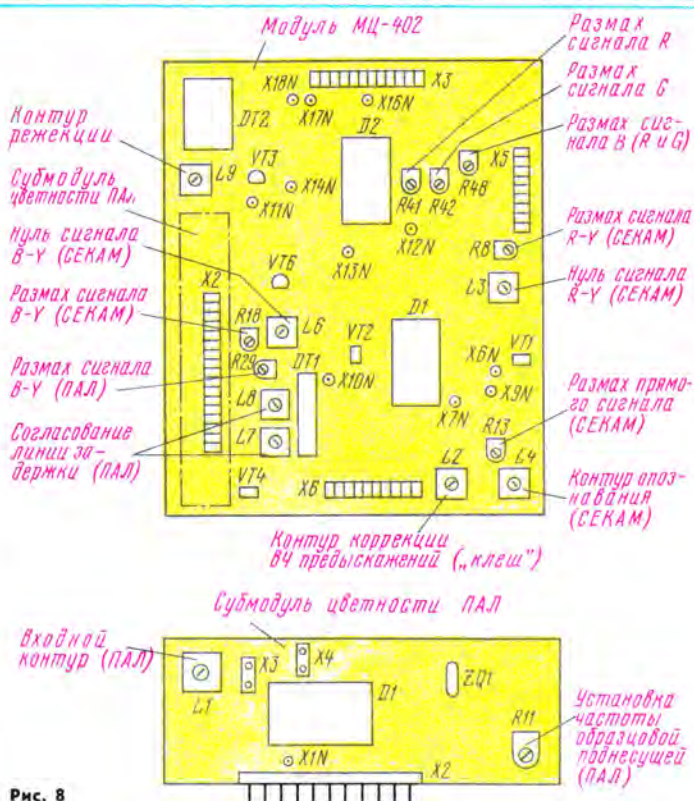 Модуль МЦ-402
Размах
сигнала R
Размах
сигнала G
Размах сиг-
нала B (R и G)
Размах сигнала
R-Y (СЕКАМ)
Нуль сигнала
R-Y (СЕКАМ)
Размах прямо-
го сигнала
(СЕКАМ)
Контур опоз-
навания
(СЕКАМ)
Контур
режекции
Субмодуль
цветности ПАЛ
Нуль сигнала
B-Y (СЕКАМ)
Размах сигнала
B-Y (СЕКАМ)
Размах сигнала
B-Y (ПАЛ)
Согласование
линии за-
держки (ПАЛ)
Контур коррекции
ВЧ предыскажений („клеш")
X18N
X17N
X16N
X3
DT2
D2
X5
L9
VT3
X14N
X11N
R41
R42
R48
X12N
X13N
R8
L3
VT6
X2
R18
L6
VT2
D1
VT1
X6N
R29
DT1
X10N
X9N
X7N
L8
R13
L7
VT4
X6
L2
L4
Субмодуль цветности ПАЛ
Входной
контур (ПАЛ)
L1
X3
X4
D1
ZQ1
R11
X1N
X2
Установка
частоты
образцовой
поднесущей
(ПАЛ)
Рис. 8